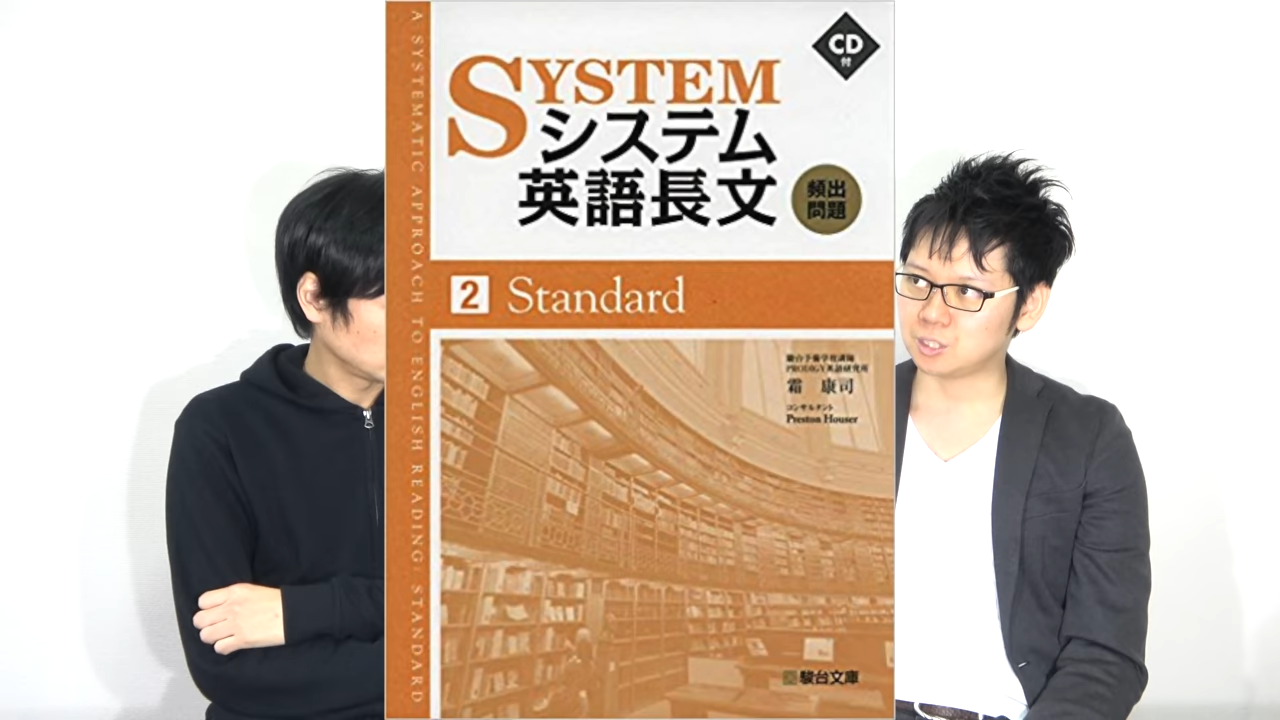 A SYSTEMATIC APPROACH TO ENGLISH READING STANDARD
CD
付
SYSTEM
システム
英語長文
頻出
問題
2 Standard
駿台予備学校講師
PRODIGY英語研究所
霜 康司
コンサルタント
Preston Houser
駿台文庫